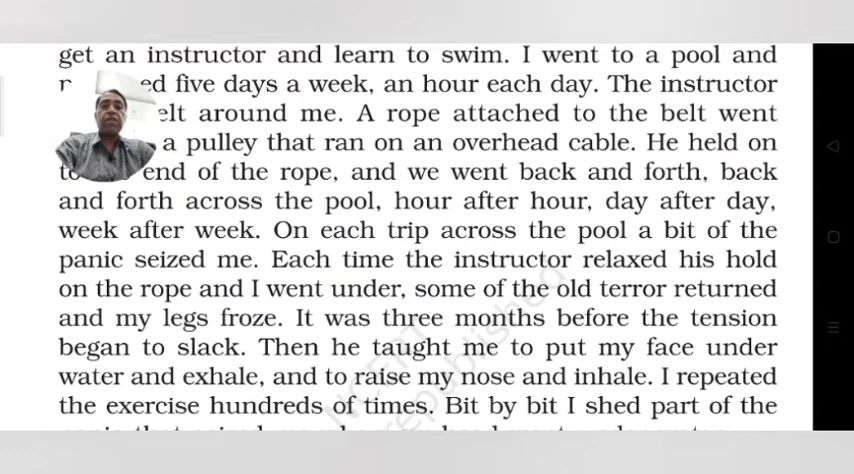 get an instructor and learn to swim. I went to a pool and
five days a week, an hour each day. The instructor
around me. A rope attached to the belt went
a pulley that ran on an overhead cable. He held on
end of the rope, and we went back and forth, back
and forth across the pool, hour after hour, day after day,
week after week. On each trip across the pool a bit of the
panic seized me. Each time the instructor relaxed his hold
on the rope and I went under, some of the old terror returned
and my legs froze. It was three months before the tension
began to slack. Then he taught me to put my face under
water and exhale, and to raise my nose and inhale. I repeated
the exercise hundreds of times. Bit by bit I shed part of the
NCERT
republished